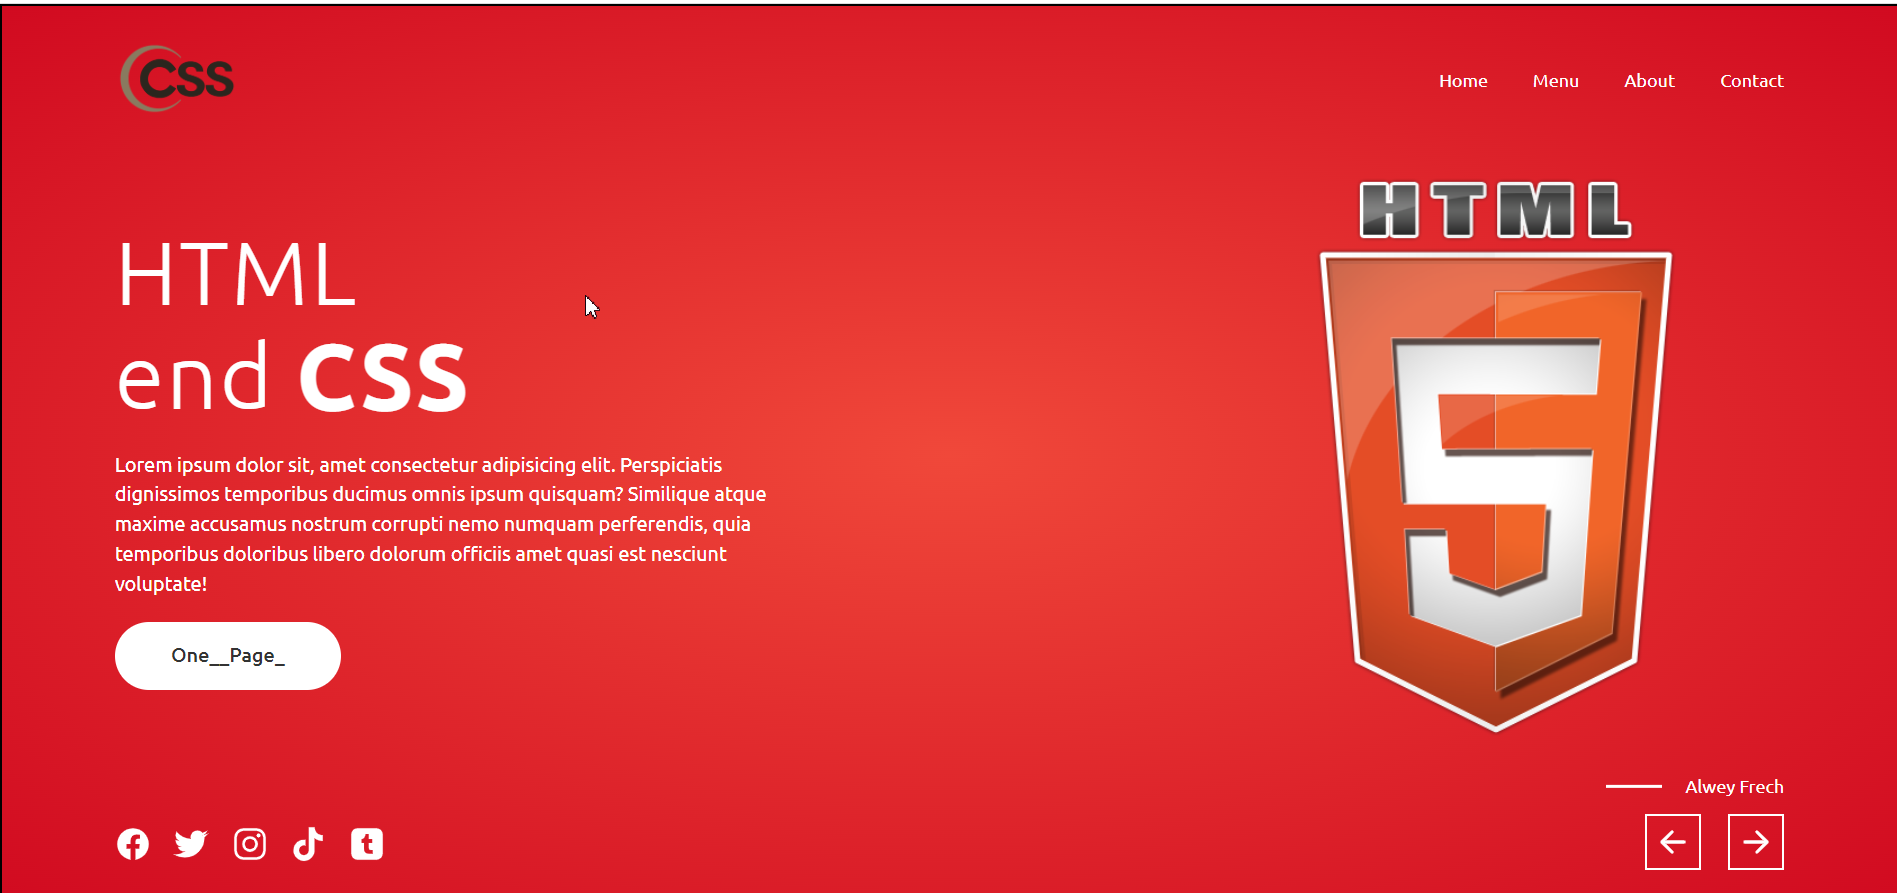 CSS
Home Menu About Contact
HTML
HTML
end CSS
5
Lorem ipsum dolor sit, amet consectetur adipisicing elit. Perspiciatis
dignissimos temporibus ducimus omnis ipsum quisquam? Similique atque
maxime accusamus nostrum corrupti nemo numquam perferendis, quia
temporibus doloribus libero dolorum officiis amet quasi est nesciunt
voluptate!
One__Page_
Alwey Frech